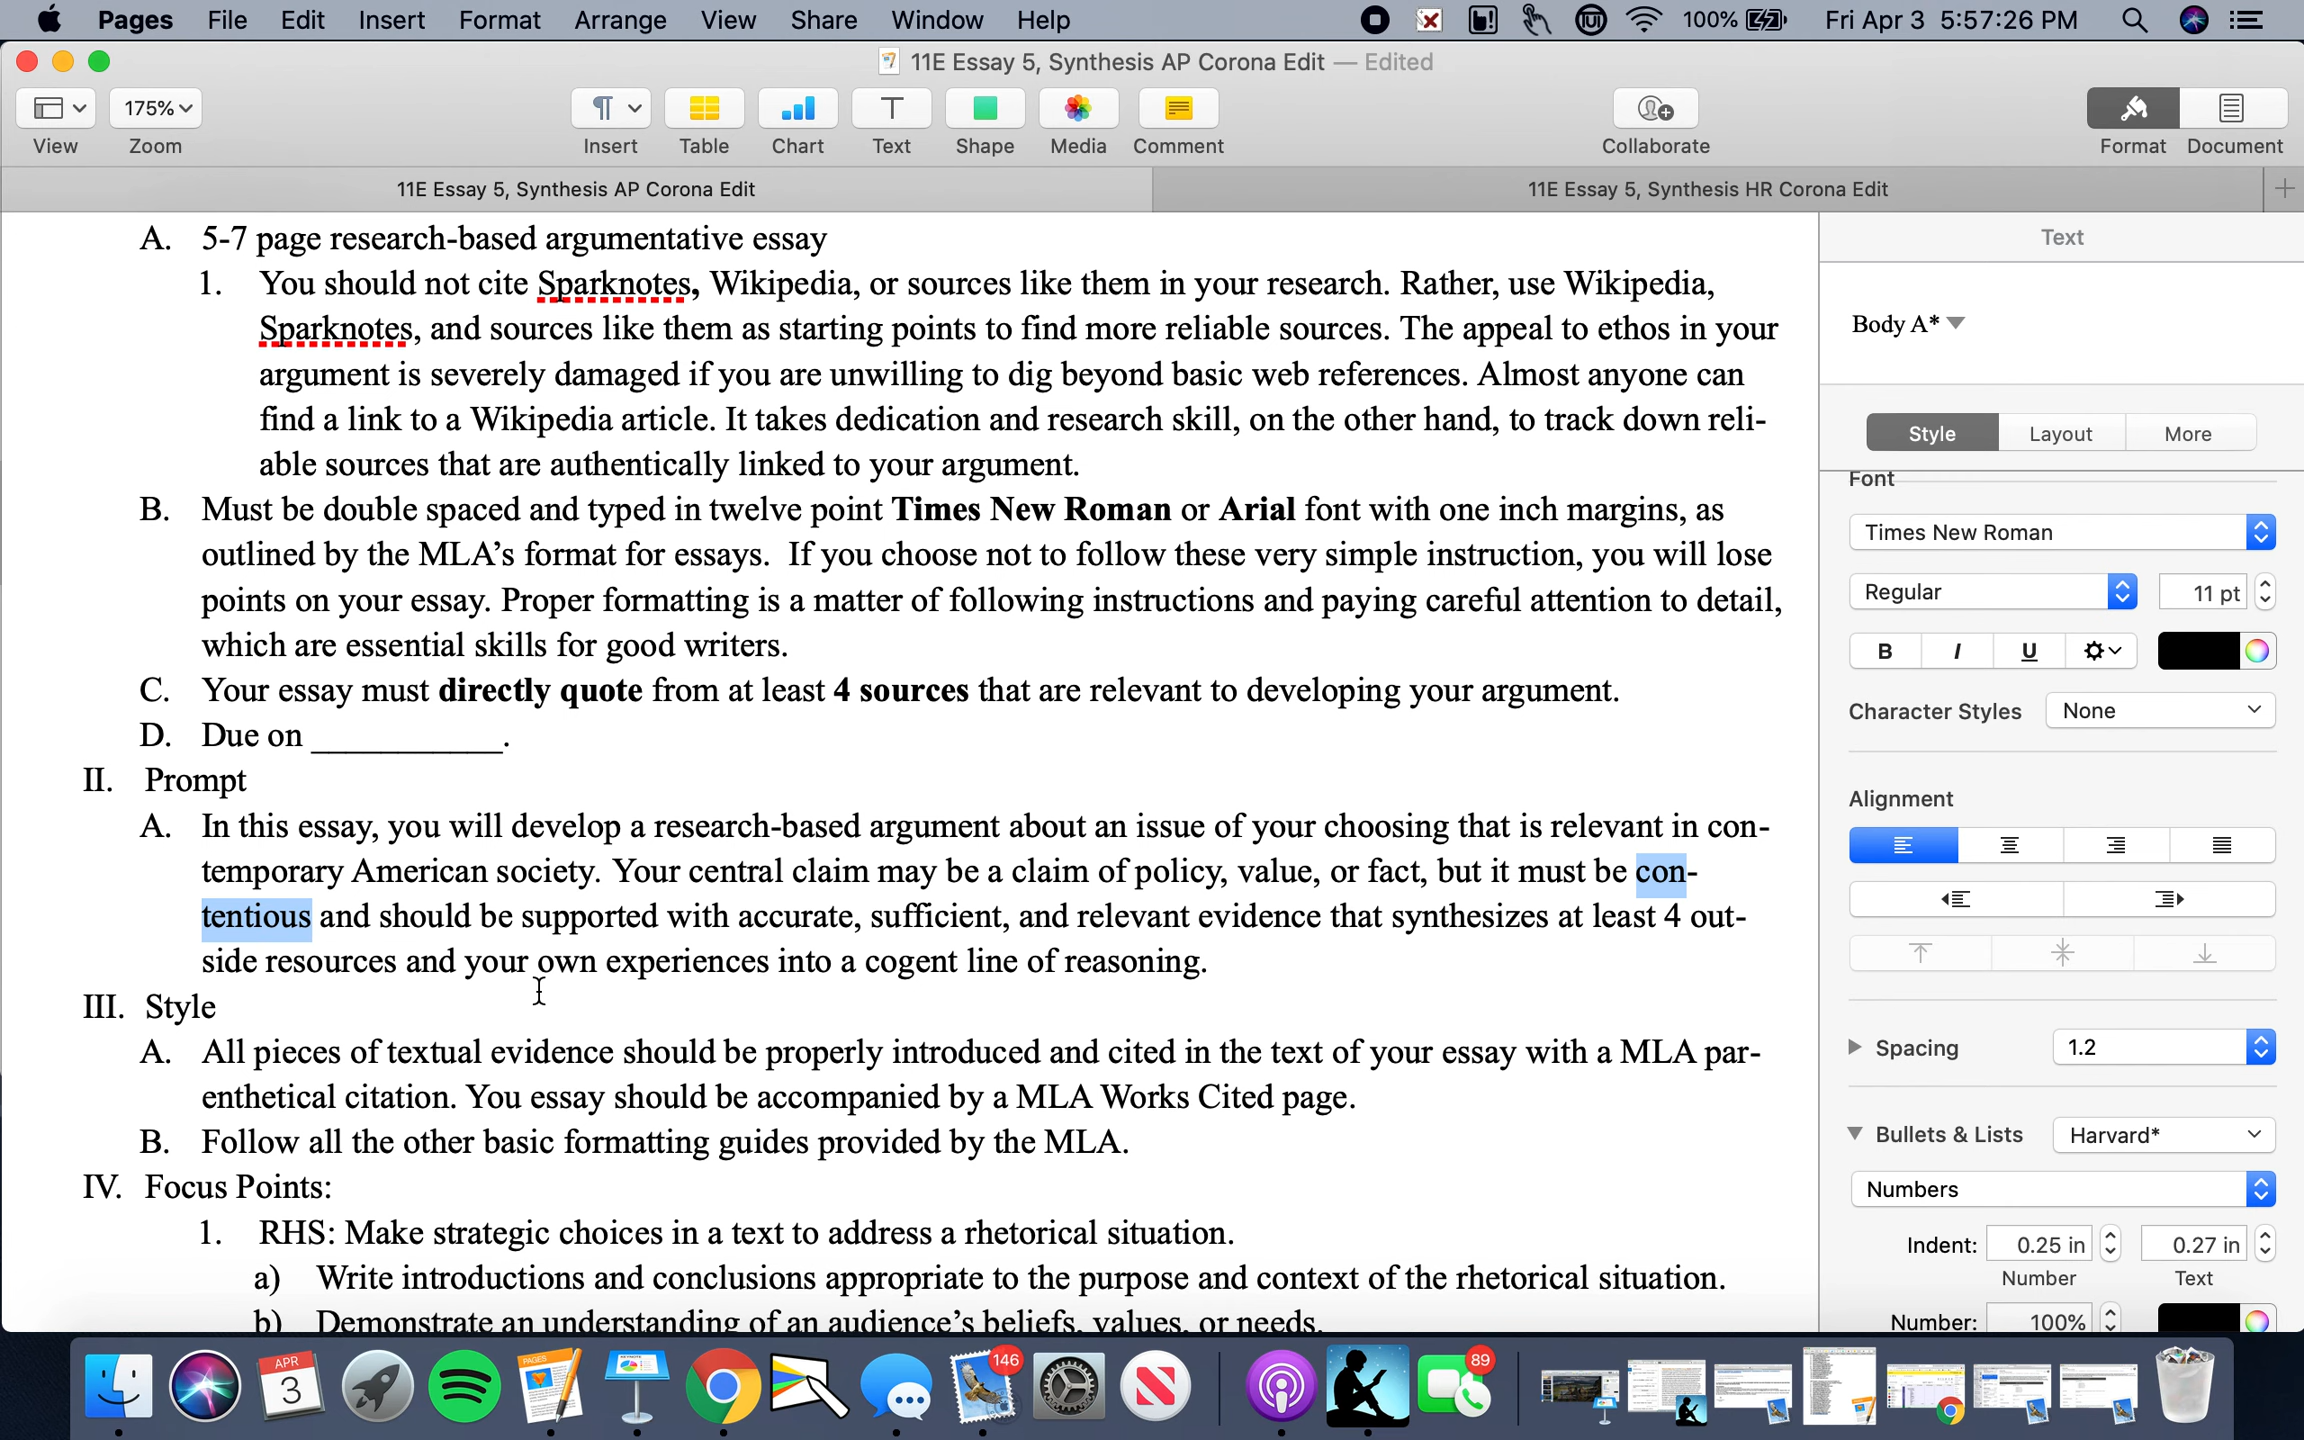 Pages File Edit Insert Format Arrange View Share Window Help 100% Fri Apr 3 5:57:26 PM
11E Essay 5, Synthesis AP Corona Edit — Edited
175%
View Zoom Insert Table Chart Text Shape Media Comment Collaborate Format Document
11E Essay 5, Synthesis AP Corona Edit 11E Essay 5, Synthesis HR Corona Edit
A. 5-7 page research-based argumentative essay
1. You should not cite Sparknotes, Wikipedia, or sources like them in your research. Rather, use Wikipedia,
Sparknotes, and sources like them as starting points to find more reliable sources. The appeal to ethos in your
argument is severely damaged if you are unwilling to dig beyond basic web references. Almost anyone can
find a link to a Wikipedia article. It takes dedication and research skill, on the other hand, to track down reli-
able sources that are authentically linked to your argument.
B. Must be double spaced and typed in twelve point Times New Roman or Arial font with one inch margins, as
outlined by the MLA’s format for essays. If you choose not to follow these very simple instruction, you will lose
points on your essay. Proper formatting is a matter of following instructions and paying careful attention to detail,
which are essential skills for good writers.
C. Your essay must directly quote from at least 4 sources that are relevant to developing your argument.
D. Due on ___________.
II. Prompt
A. In this essay, you will develop a research-based argument about an issue of your choosing that is relevant in con-
temporary American society. Your central claim may be a claim of policy, value, or fact, but it must be con-
tentious and should be supported with accurate, sufficient, and relevant evidence that synthesizes at least 4 out-
side resources and your own experiences into a cogent line of reasoning.
III. Style
A. All pieces of textual evidence should be properly introduced and cited in the text of your essay with a MLA par-
enthetical citation. You essay should be accompanied by a MLA Works Cited page.
B. Follow all the other basic formatting guides provided by the MLA.
IV. Focus Points:
1. RHS: Make strategic choices in a text to address a rhetorical situation.
a) Write introductions and conclusions appropriate to the purpose and context of the rhetorical situation.
b) Demonstrate an understanding of an audience’s beliefs, values, or needs.
Text
Body A*
Style Layout More
Font
Times New Roman
Regular 11 pt
B I U
Character Styles None
Alignment
Spacing 1.2
Bullets & Lists Harvard*
Numbers
Indent: 0.25 in 0.27 in
Number Text
Number: 100%
APR
3
PAGES
146
89